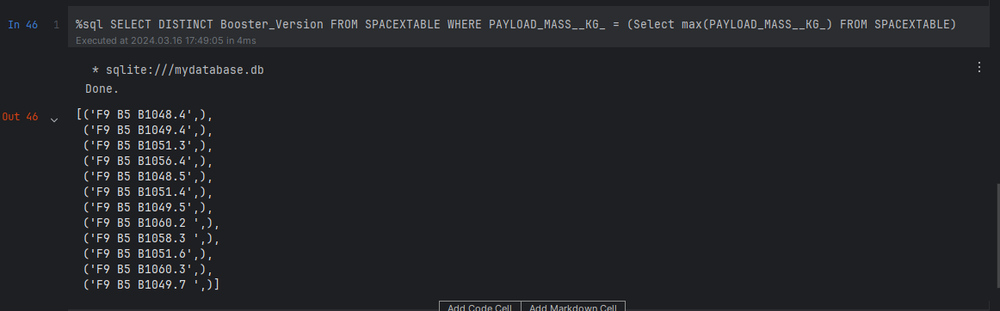 In 46 1 %sql SELECT DISTINCT Booster_Version FROM SPACEXTABLE WHERE PAYLOAD_MASS__KG_ = (Select max(PAYLOAD_MASS__KG_) FROM SPACEXTABLE)
Executed at 2024.03.16 17:49:05 in 4ms
* sqlite:///mydatabase.db
Done.
Out 46 [('F9 B5 B1048.4',),
('F9 B5 B1049.4',),
('F9 B5 B1051.3',),
('F9 B5 B1056.4',),
('F9 B5 B1048.5',),
('F9 B5 B1051.4',),
('F9 B5 B1049.5',),
('F9 B5 B1060.2 ',),
('F9 B5 B1058.3 ',),
('F9 B5 B1051.6',),
('F9 B5 B1060.3',),
('F9 B5 B1049.7 ',)]
Add Code Cell Add Markdown Cell